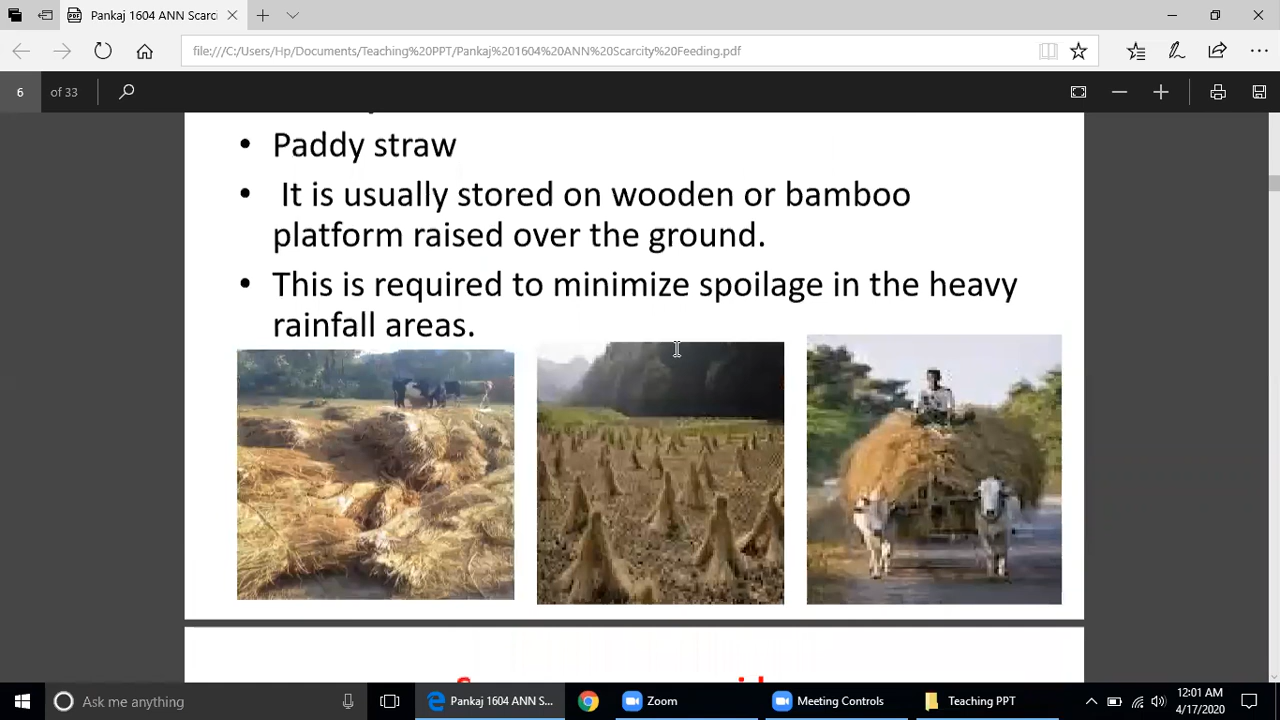 Pankaj 1604 ANN Scarci
file:///C:/Users/Hp/Documents/Teaching%20PPT/Pankaj%201604%20ANN%20Scarcity%20Feeding.pdf
6 of 33
• Paddy straw
• It is usually stored on wooden or bamboo
platform raised over the ground.
• This is required to minimize spoilage in the heavy
rainfall areas.
Ask me anything
Pankaj 1604 ANN S...
Zoom
Meeting Controls
Teaching PPT
12:01 AM
4/17/2020